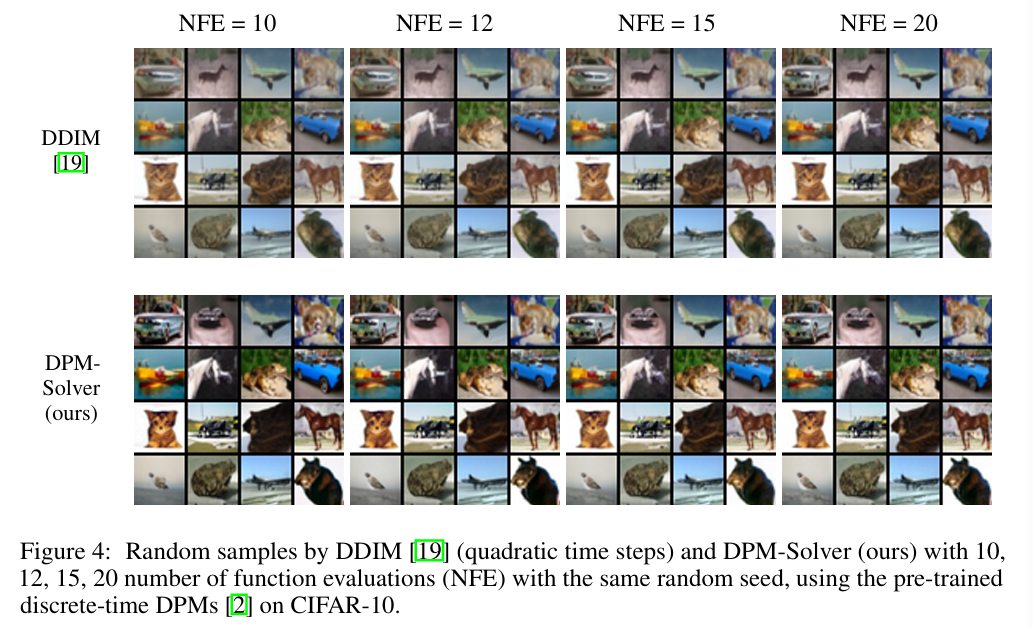 NFE = 10 NFE = 12 NFE = 15 NFE = 20
DDIM
[19]
DPM-
Solver
(ours)
Figure 4: Random samples by DDIM [19] (quadratic time steps) and DPM-Solver (ours) with 10,
12, 15, 20 number of function evaluations (NFE) with the same random seed, using the pre-trained
discrete-time DPMs [2] on CIFAR-10.